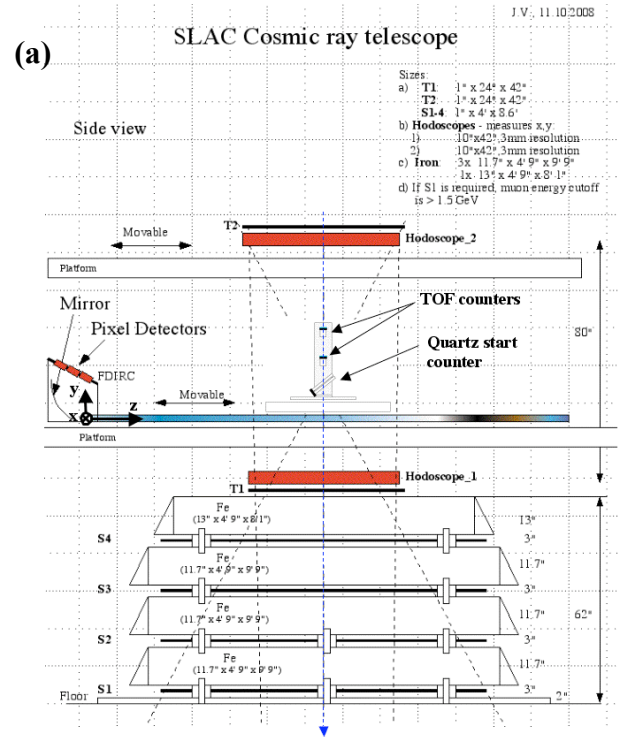 J.V., 11.10.2008
SLAC Cosmic ray telescope
(a)
Sizes:
a) T1: 1" x 24" x 42"
T2: 1" x 24" x 42"
S1-4: 1" x 4' x 8.6'
b) Hodoscopes - measures x,y:
1) 10"x42", 3mm resolution
2) 10"x42", 3mm resolution
c) Iron: 3x 11.7" x 4' 9" x 9' 9"
1x 13" x 4' 9" x 8' 1"
d) If S1 is required, muon energy cutoff
is > 1.5 GeV
Side view
T2
Movable
Hodoscope_2
Platform
Mirror
TOF counters
80"
Pixel Detectors
Quartz start
counter
FDIRC
y
Movable
x
z
Platform
Hodoscope_1
T1
Fe
(13" x 4' 9" x 8'1")
13"
S4
3"
Fe
(11.7" x 4' 9" x 9' 9")
11.7"
S3
3"
Fe
(11.7" x 4' 9" x 9' 9")
11.7"
62"
S2
3"
Fe
(11.7" x 4' 9" x 9' 9")
11.7"
S1
3"
Floor
2"